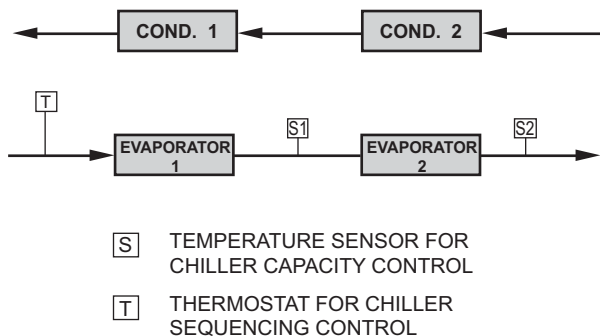 COND. 1
COND. 2
T
S1
S2
EVAPORATOR
1
EVAPORATOR
2
S
TEMPERATURE SENSOR FOR
CHILLER CAPACITY CONTROL
T
THERMOSTAT FOR CHILLER
SEQUENCING CONTROL